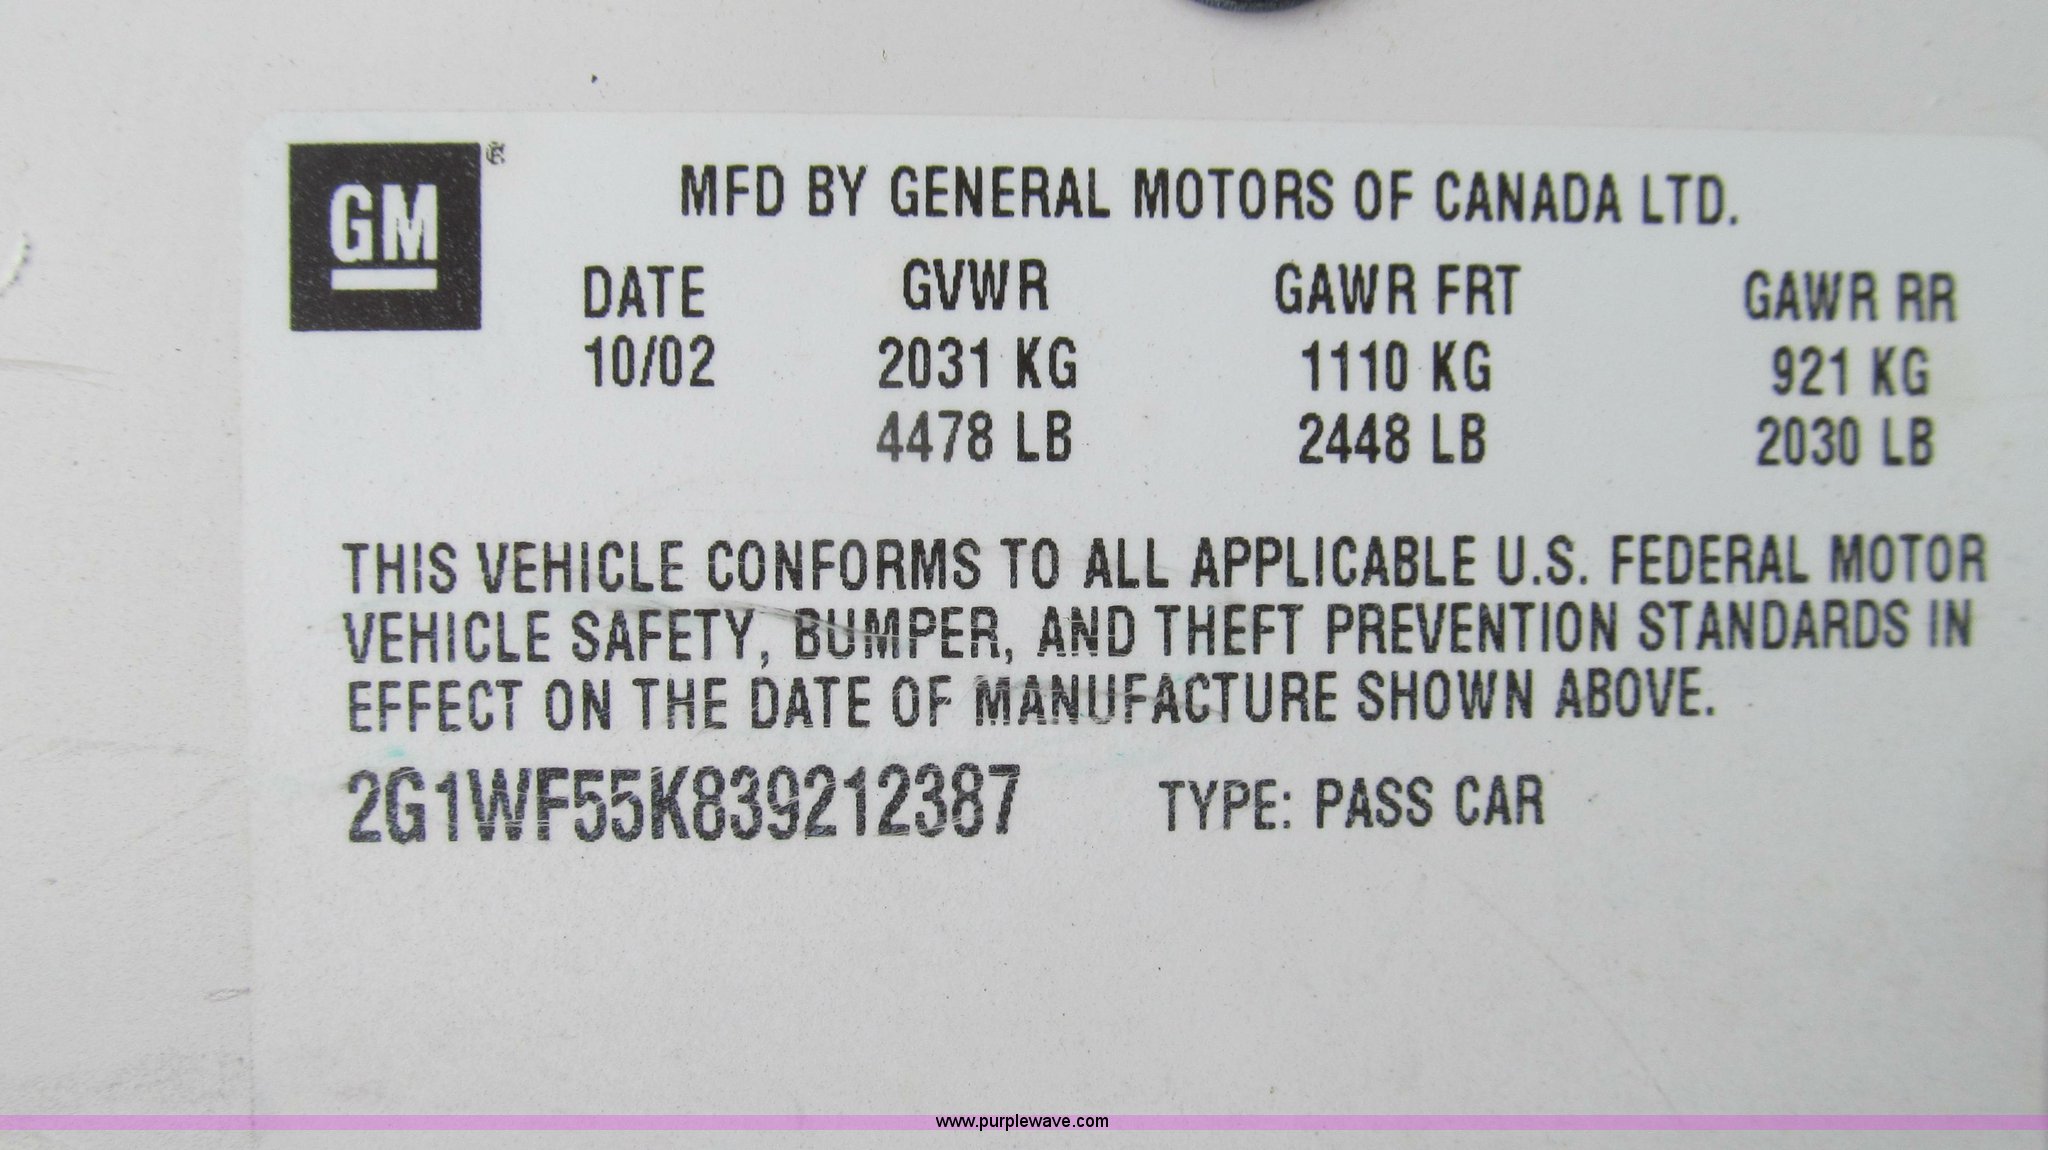 GM ®
MFD BY GENERAL MOTORS OF CANADA LTD.
DATE GVWR GAWR FRT GAWR RR
10/02 2031 KG 1110 KG 921 KG
4478 LB 2448 LB 2030 LB
THIS VEHICLE CONFORMS TO ALL APPLICABLE U.S. FEDERAL MOTOR
VEHICLE SAFETY, BUMPER, AND THEFT PREVENTION STANDARDS IN
EFFECT ON THE DATE OF MANUFACTURE SHOWN ABOVE.
2G1WF55K839212387 TYPE: PASS CAR
www.purplewave.com